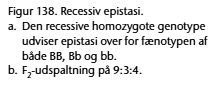 Figur 138. Recessiv epistasi.
a. Den recessive homozygote genotype
udviser epistasi over for fænotypen af
både BB, Bb og bb.
b. F₂-udspaltning på 9:3:4.